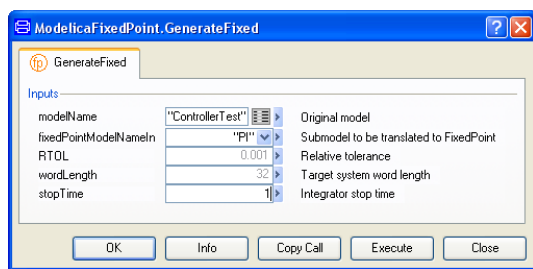 ModelicaFixedPoint.GenerateFixed
fp GenerateFixed
Inputs
modelName "ControllerTest" Original model
fixedPointModelNameIn "PI" Submodel to be translated to FixedPoint
RTOL 0.001 Relative tolerance
wordLength 32 Target system word length
stopTime 1 Integrator stop time
OK Info Copy Call Execute Close